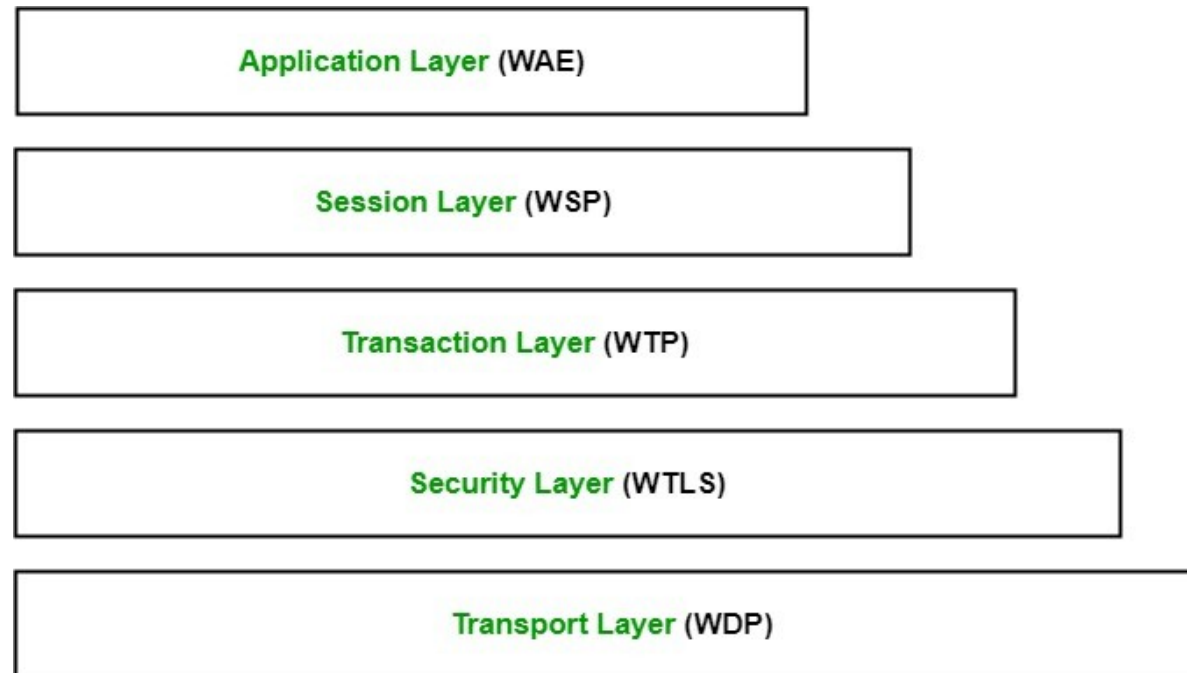 Application Layer (WAE)
Session Layer (WSP)
Transaction Layer (WTP)
Security Layer (WTLS)
Transport Layer (WDP)